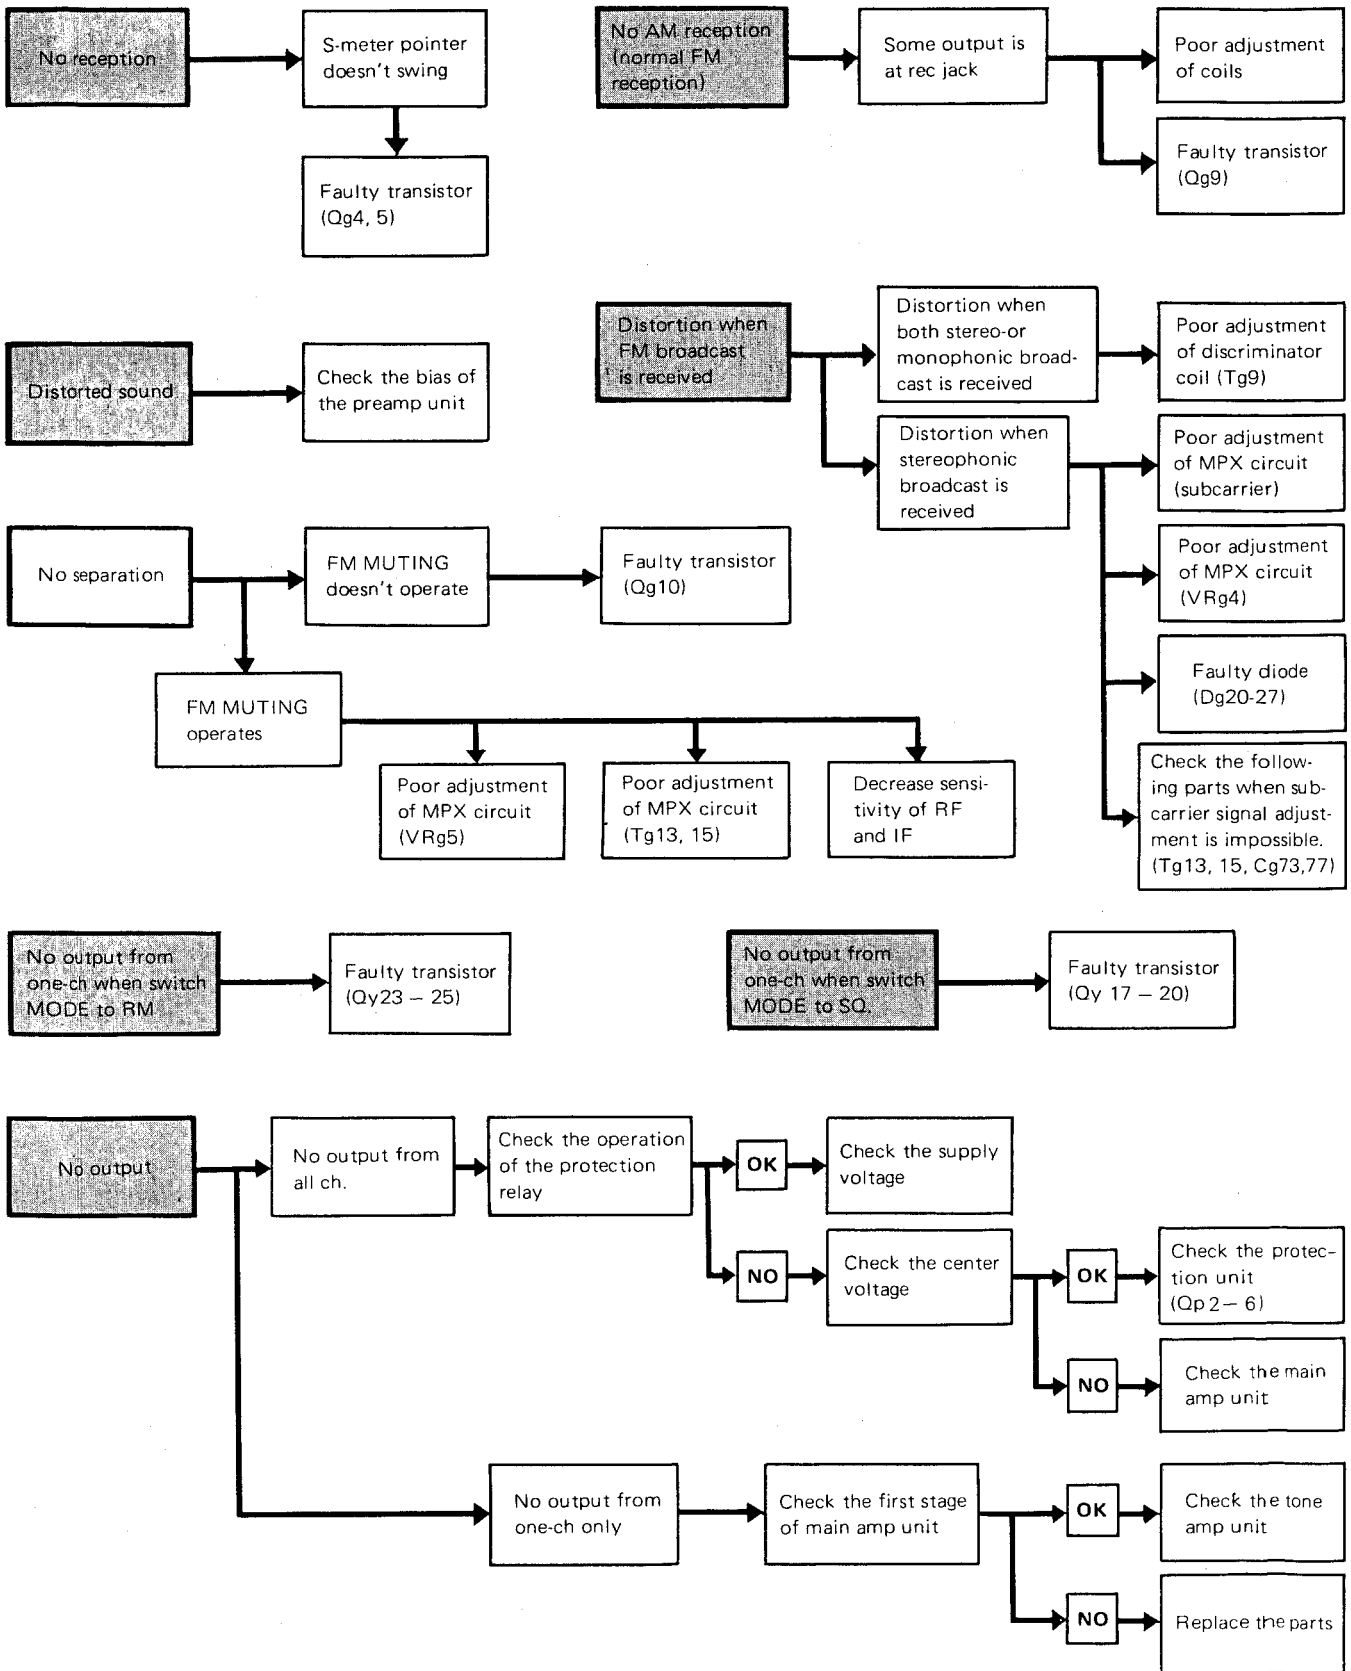 No reception
S-meter pointer
doesn't swing
Faulty transistor
(Qg4, 5)
No AM reception
(normal FM
reception)
Some output is
at rec jack
Poor adjustment
of coils
Faulty transistor
(Qg9)
Distorted sound
Check the bias of
the preamp unit
Distortion when
FM broadcast
is received
Distortion when
both stereo-or
monophonic broad-
cast is received
Poor adjustment
of discriminator
coil (Tg9)
Distortion when
stereophonic
broadcast is
received
Poor adjustment
of MPX circuit
(subcarrier)
Poor adjustment
of MPX circuit
(VRg4)
Faulty diode
(Dg20-27)
Check the follow-
ing parts when sub-
carrier signal adjust-
ment is impossible.
(Tg13, 15, Cg73,77)
No separation
FM MUTING
doesn't operate
Faulty transistor
(Qg10)
FM MUTING
operates
Poor adjustment
of MPX circuit
(VRg5)
Poor adjustment
of MPX circuit
(Tg13, 15)
Decrease sensi-
tivity of RF
and IF
No output from
one-ch when switch
MODE to RM
Faulty transistor
(Qy23 – 25)
No output from
one-ch when switch
MODE to SQ.
Faulty transistor
(Qy 17 – 20)
No output
No output from
all ch.
Check the operation
of the protection
relay
OK
Check the supply
voltage
NO
Check the center
voltage
OK
Check the protec-
tion unit
(Qp 2 – 6)
NO
Check the main
amp unit
No output from
one-ch only
Check the first stage
of main amp unit
OK
Check the tone
amp unit
NO
Replace the parts